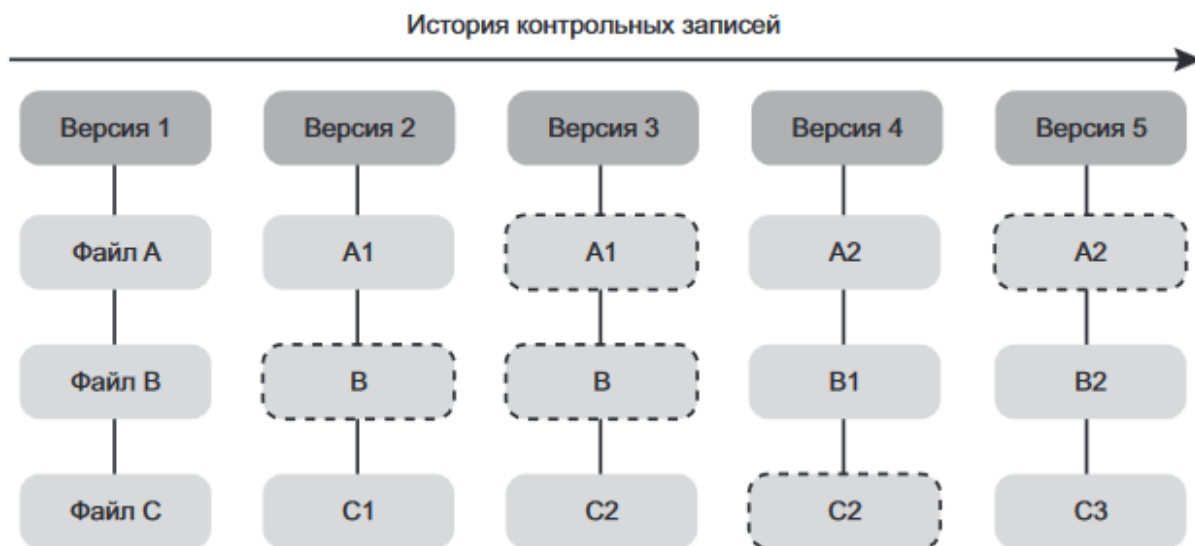 История контрольных записей
Версия 1 Версия 2 Версия 3 Версия 4 Версия 5
Файл A A1 A1 A2 A2
Файл B B B B1 B2
Файл C C1 C2 C2 C3